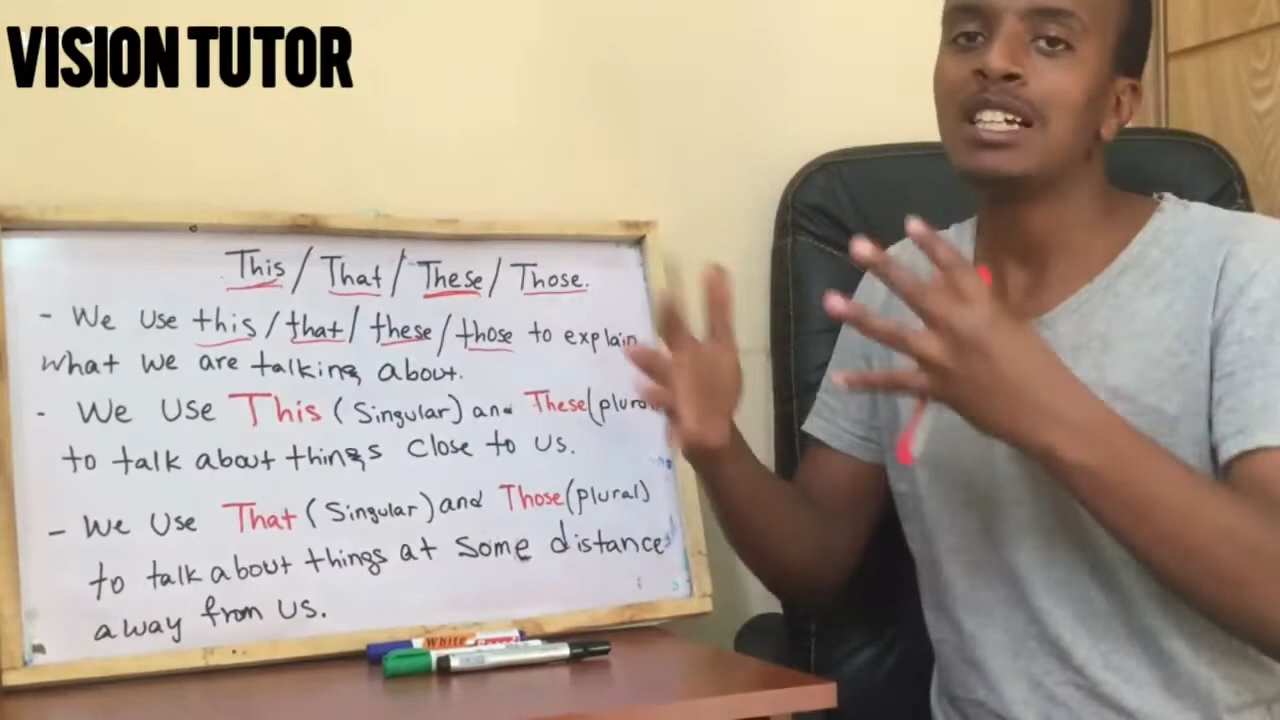 VISION TUTOR
This / That / These / Those.
- We use this / that / these / those to explain
what we are talking about.
- We Use This (Singular) and These (plural
to talk about things close to us.
- We Use That (Singular) and Those (plural)
to talk about things at some distance
away from us.
White